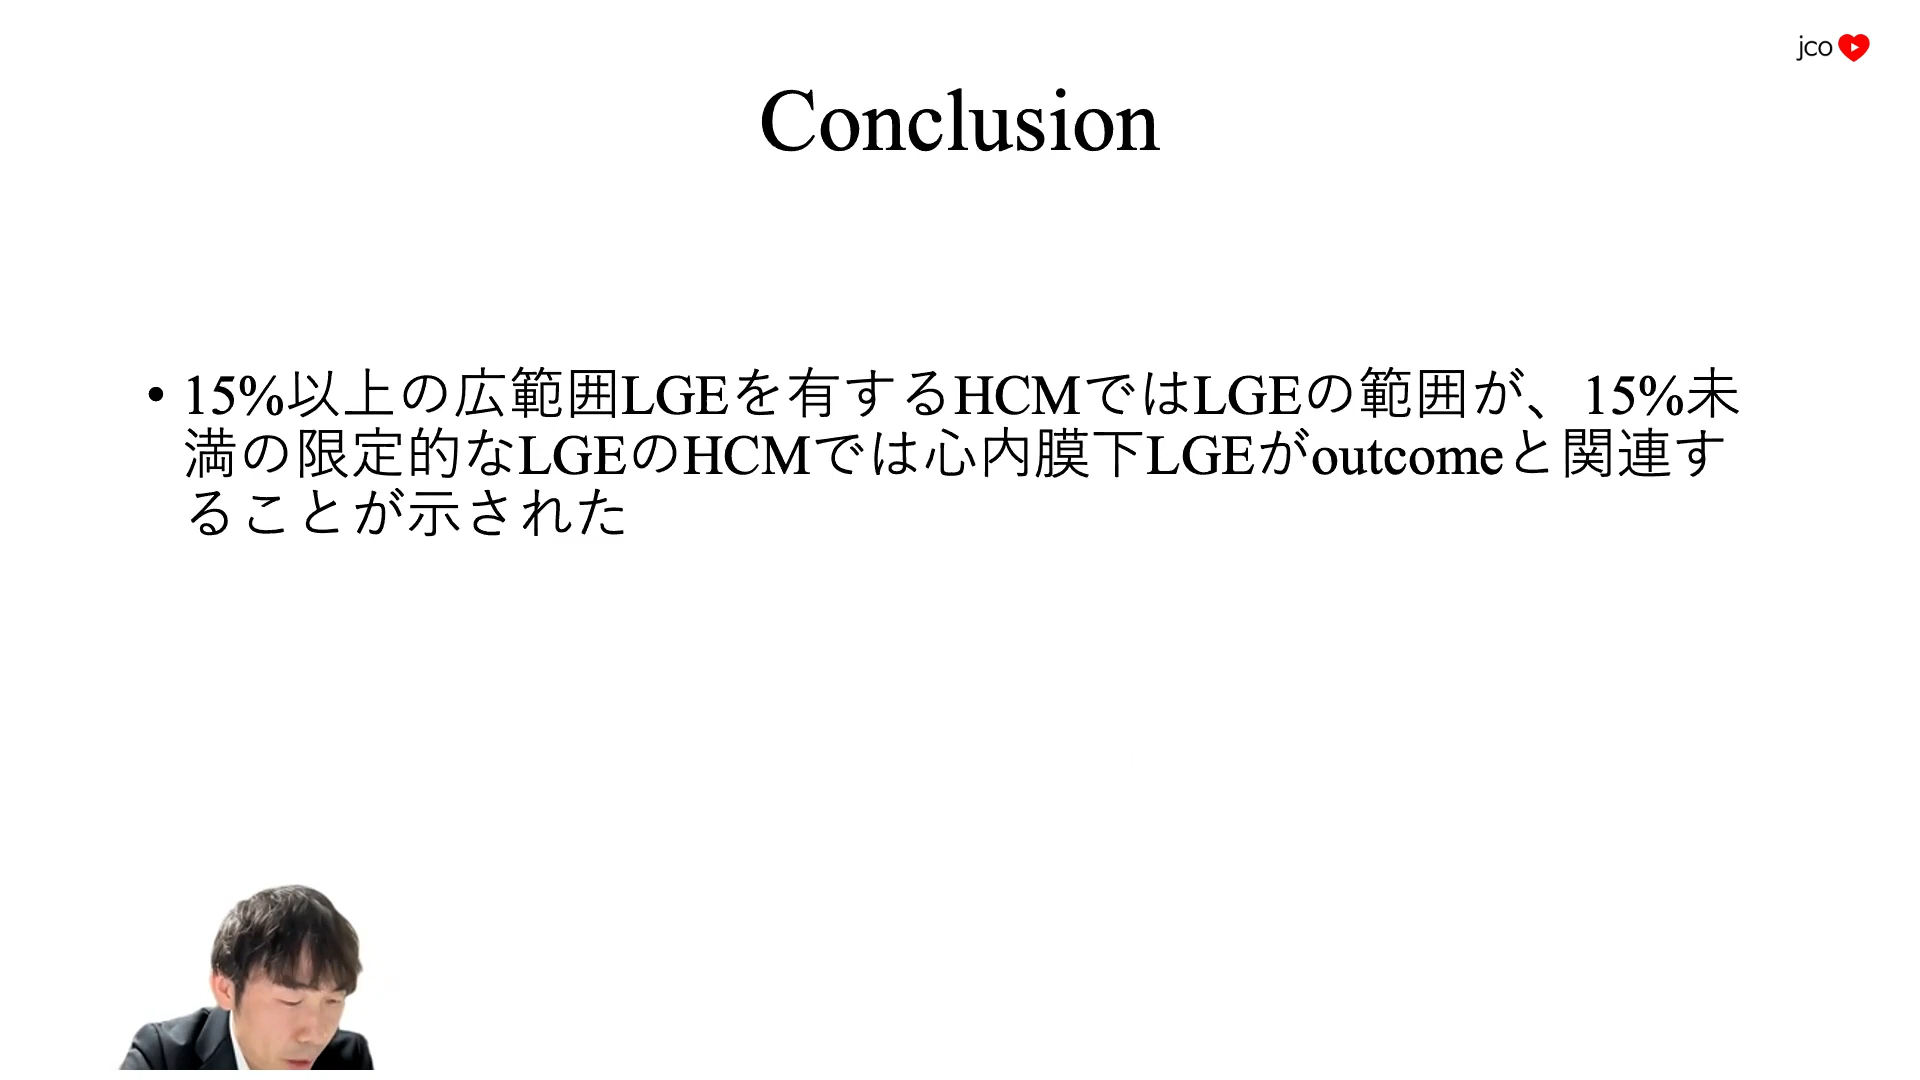 jco
Conclusion
• 15%以上の広範囲LGEを有するHCMではLGEの範囲が、15%未
満の限定的なLGEのHCMでは心内膜下LGEがoutcomeと関連す
ることが示された